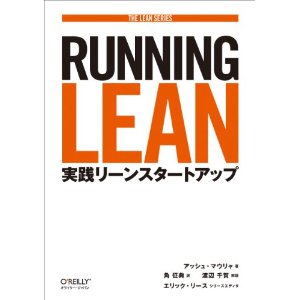 THE LEAN SERIES
RUNNING
LEAN
実践リーンスタートアップ
アッシュ・マウリャ 著
角 征典 訳 渡辺 千賀 解説
エリック・リース シリーズエディタ
O'REILLY®
オライリー・ジャパン